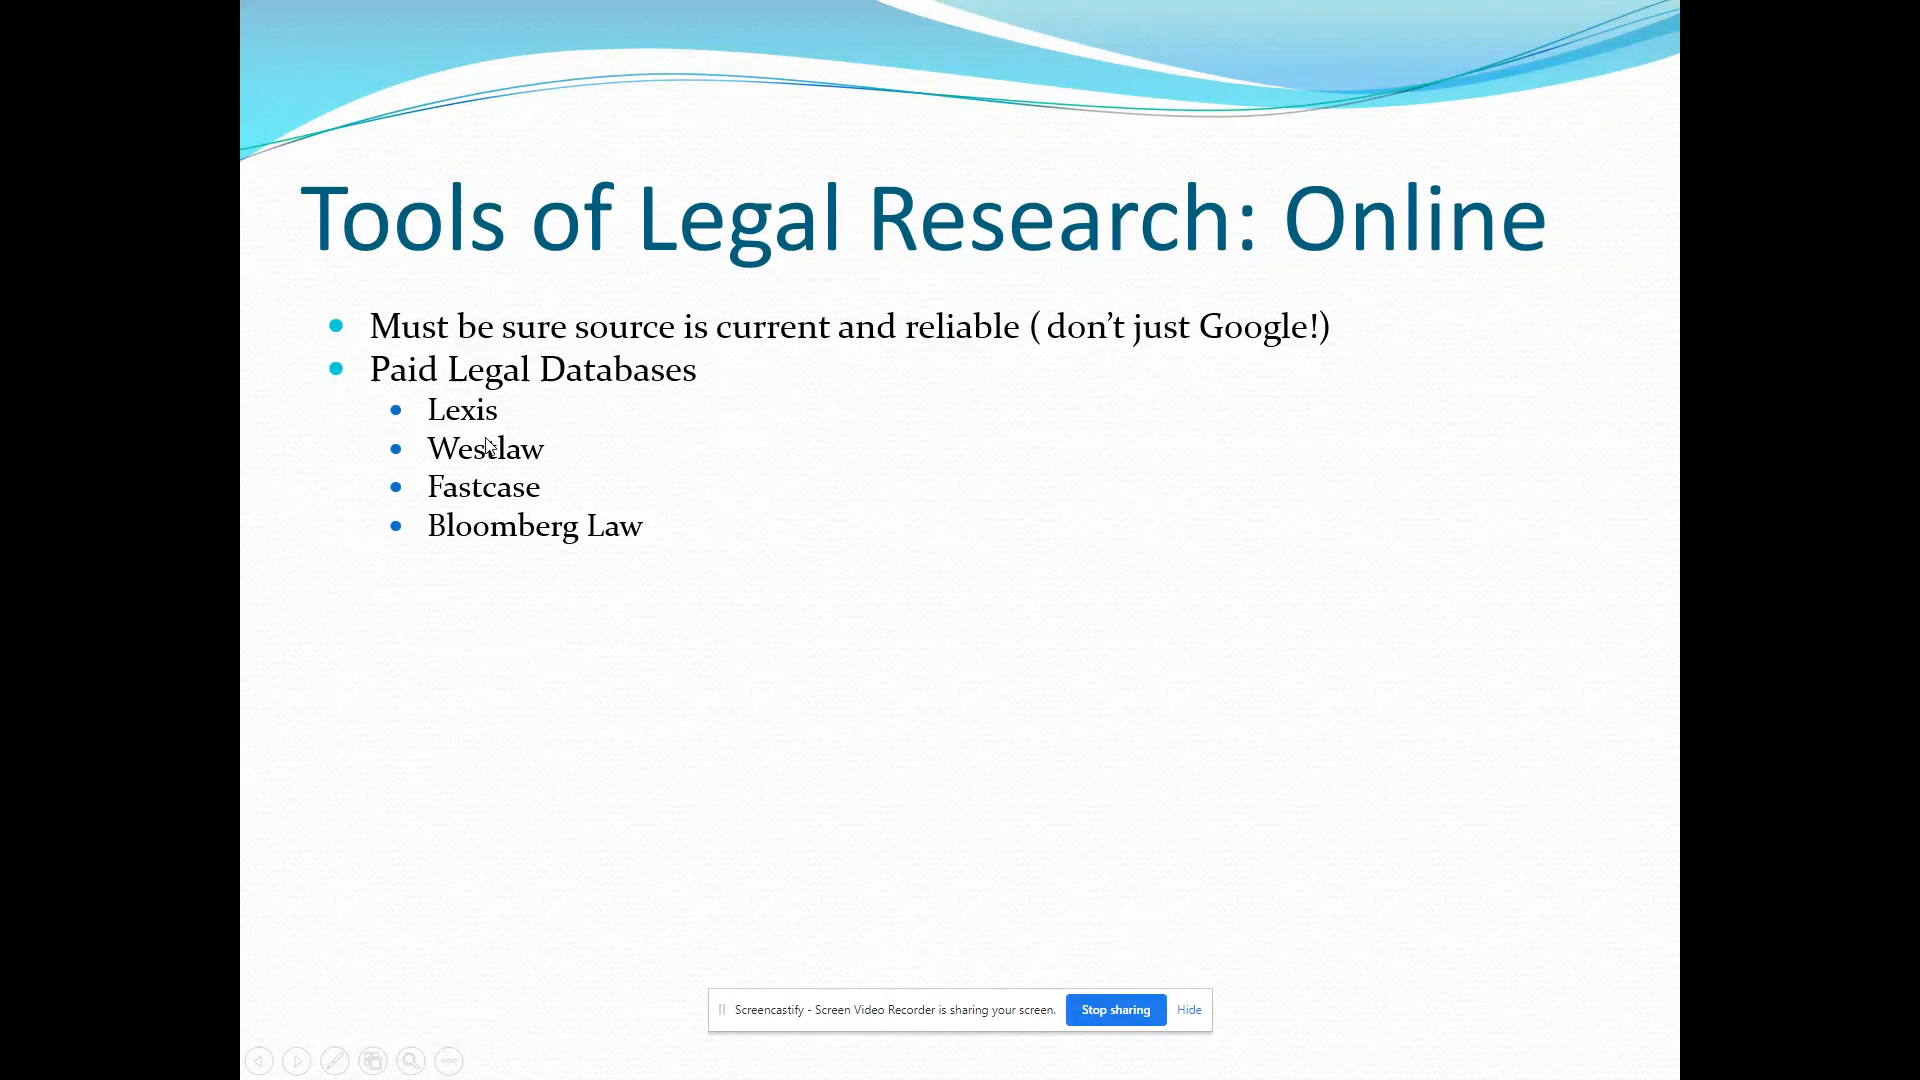 Tools of Legal Research: Online
Must be sure source is current and reliable ( don’t just Google!)
Paid Legal Databases
Lexis
Westlaw
Fastcase
Bloomberg Law
Screencastify - Screen Video Recorder is sharing your screen. Stop sharing Hide